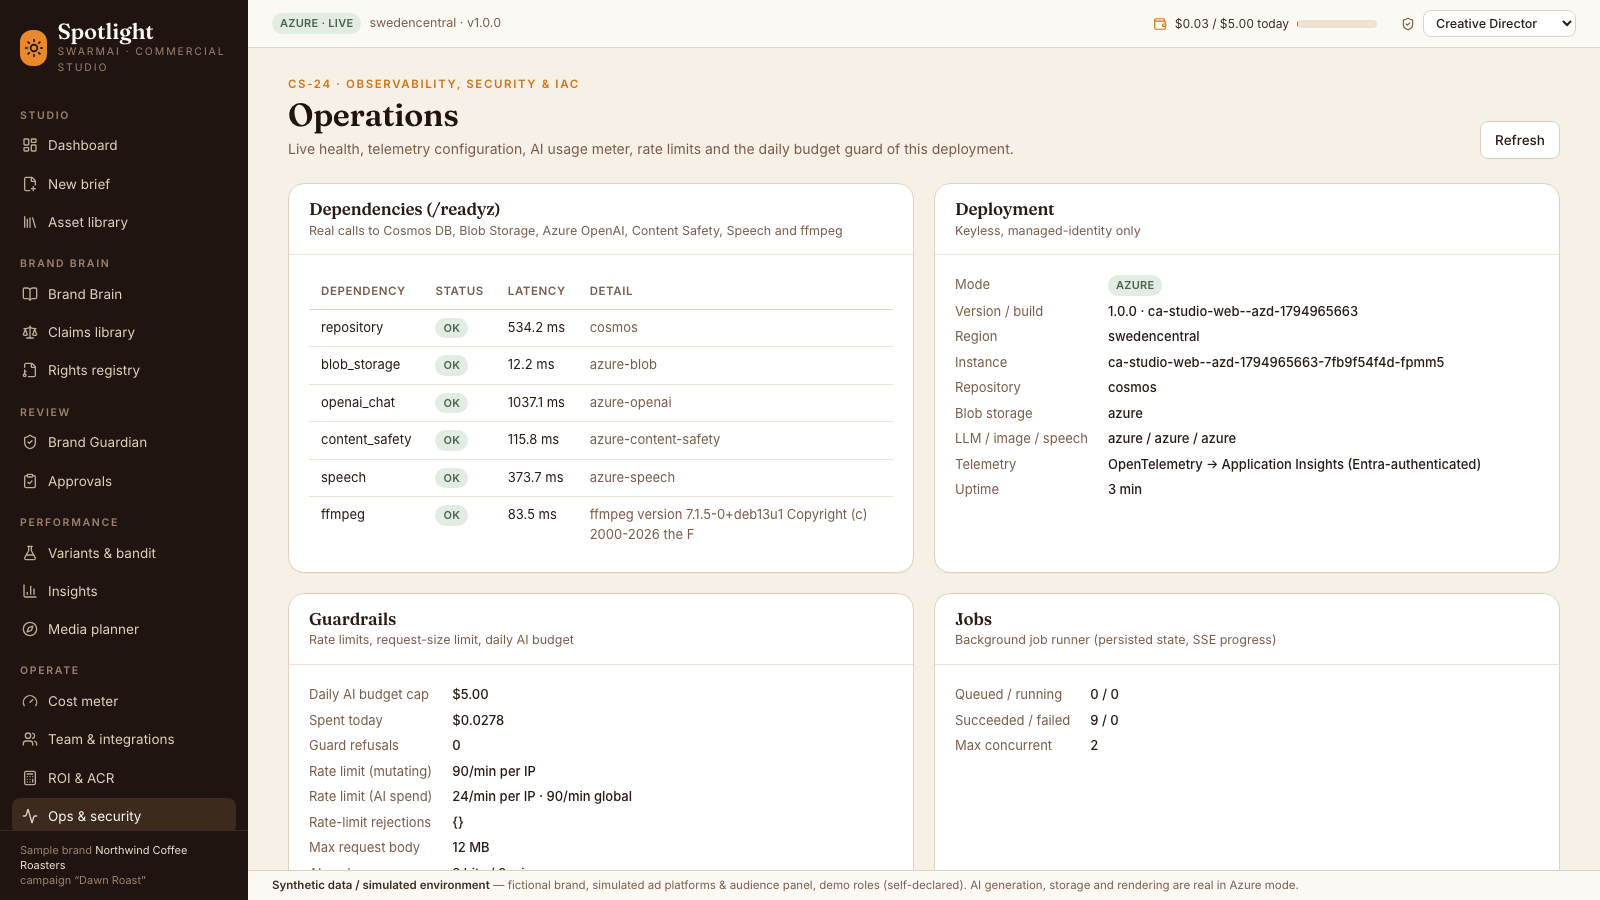 Spotlight
SWARMAI · COMMERCIAL
STUDIO
STUDIO
Dashboard
New brief
Asset library
BRAND BRAIN
Brand Brain
Claims library
Rights registry
REVIEW
Brand Guardian
Approvals
PERFORMANCE
Variants & bandit
Insights
Media planner
OPERATE
Cost meter
Team & integrations
ROI & ACR
Ops & security
Sample brand Northwind Coffee
Roasters
campaign “Dawn Roast”
AZURE · LIVE swedencentral · v1.0.0
$0.03 / $5.00 today
Creative Director
CS-24 · OBSERVABILITY, SECURITY & IAC
Operations
Live health, telemetry configuration, AI usage meter, rate limits and the daily budget guard of this deployment.
Refresh
Dependencies (/readyz)
Real calls to Cosmos DB, Blob Storage, Azure OpenAI, Content Safety, Speech and ffmpeg
DEPENDENCY STATUS LATENCY DETAIL
repository OK 534.2 ms cosmos
blob_storage OK 12.2 ms azure-blob
openai_chat OK 1037.1 ms azure-openai
content_safety OK 115.8 ms azure-content-safety
speech OK 373.7 ms azure-speech
ffmpeg OK 83.5 ms ffmpeg version 7.1.5-0+deb13u1 Copyright (c)
2000-2026 the F
Deployment
Keyless, managed-identity only
Mode AZURE
Version / build 1.0.0 · ca-studio-web--azd-1794965663
Region swedencentral
Instance ca-studio-web--azd-1794965663-7fb9f54f4d-fpmm5
Repository cosmos
Blob storage azure
LLM / image / speech azure / azure / azure
Telemetry OpenTelemetry → Application Insights (Entra-authenticated)
Uptime 3 min
Guardrails
Rate limits, request-size limit, daily AI budget
Daily AI budget cap $5.00
Spent today $0.0278
Guard refusals 0
Rate limit (mutating) 90/min per IP
Rate limit (AI spend) 24/min per IP · 90/min global
Rate-limit rejections {}
Max request body 12 MB
Jobs
Background job runner (persisted state, SSE progress)
Queued / running 0 / 0
Succeeded / failed 9 / 0
Max concurrent 2
Synthetic data / simulated environment — fictional brand, simulated ad platforms & audience panel, demo roles (self-declared). AI generation, storage and rendering are real in Azure mode.